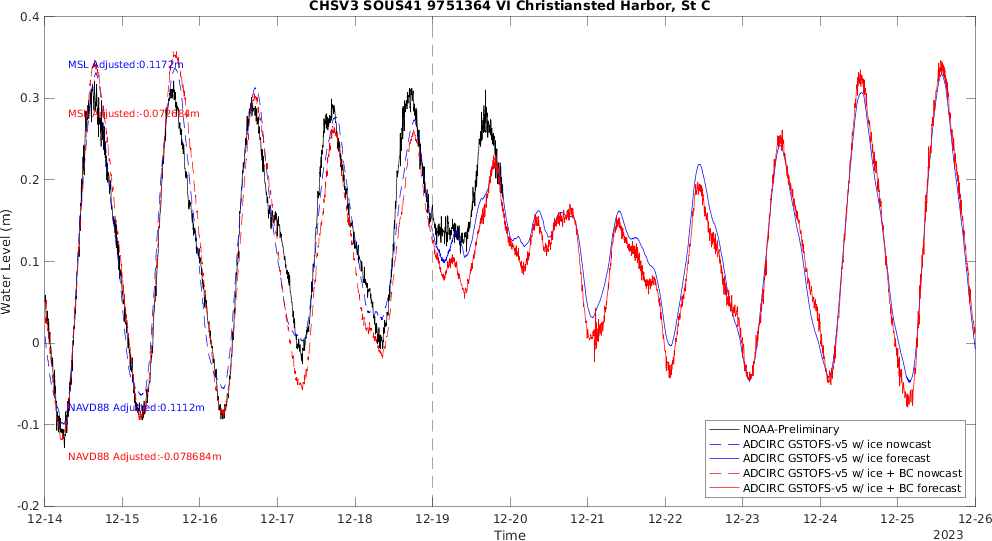 CHSV3 SOUS41 9751364 VI Christiansted Harbor, St C
0.4
0.3
0.2
0.1
0
-0.1
-0.2
Water Level (m)
MSL Adjusted:0.1172m
MSL Adjusted:-0.072684m
NAVD88 Adjusted:0.1112m
NAVD88 Adjusted:-0.078684m
NOAA-Preliminary
ADCIRC GSTOFS-v5 w/ ice nowcast
ADCIRC GSTOFS-v5 w/ ice forecast
ADCIRC GSTOFS-v5 w/ ice + BC nowcast
ADCIRC GSTOFS-v5 w/ ice + BC forecast
12-14 12-15 12-16 12-17 12-18 12-19 12-20 12-21 12-22 12-23 12-24 12-25 12-26
Time
2023